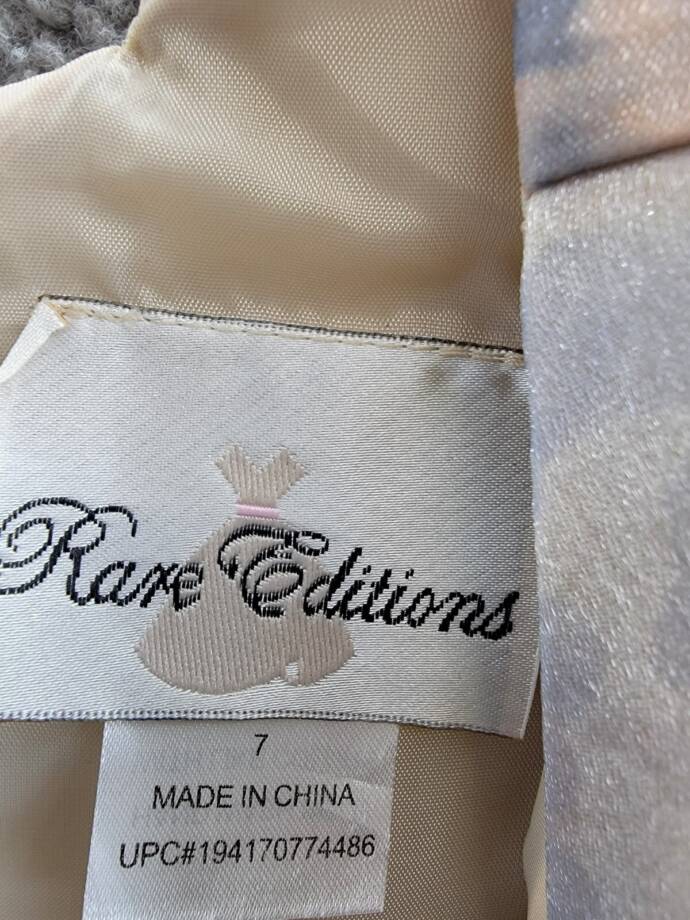 Rare Editions
7
MADE IN CHINA
UPC#194170774486